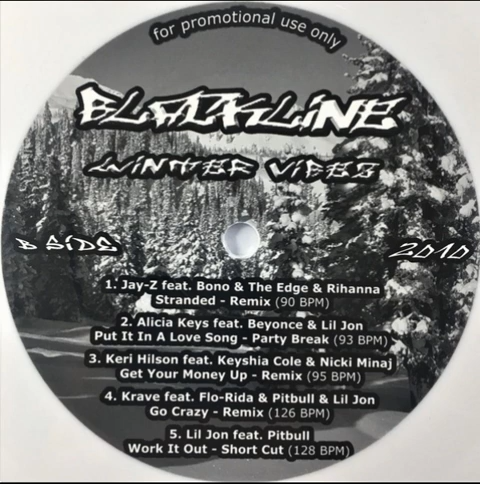 for promotional use only
BLACKLINE
WINTER VIBES
B SIDE
2010
1. Jay-Z feat. Bono & The Edge & Rihanna
Stranded - Remix (90 BPM)
2. Alicia Keys feat. Beyonce & Lil Jon
Put It In A Love Song - Party Break (93 BPM)
3. Keri Hilson feat. Keyshia Cole & Nicki Minaj
Get Your Money Up - Remix (95 BPM)
4. Krave feat. Flo-Rida & Pitbull & Lil Jon
Go Crazy - Remix (126 BPM)
5. Lil Jon feat. Pitbull
Work It Out - Short Cut (128 BPM)